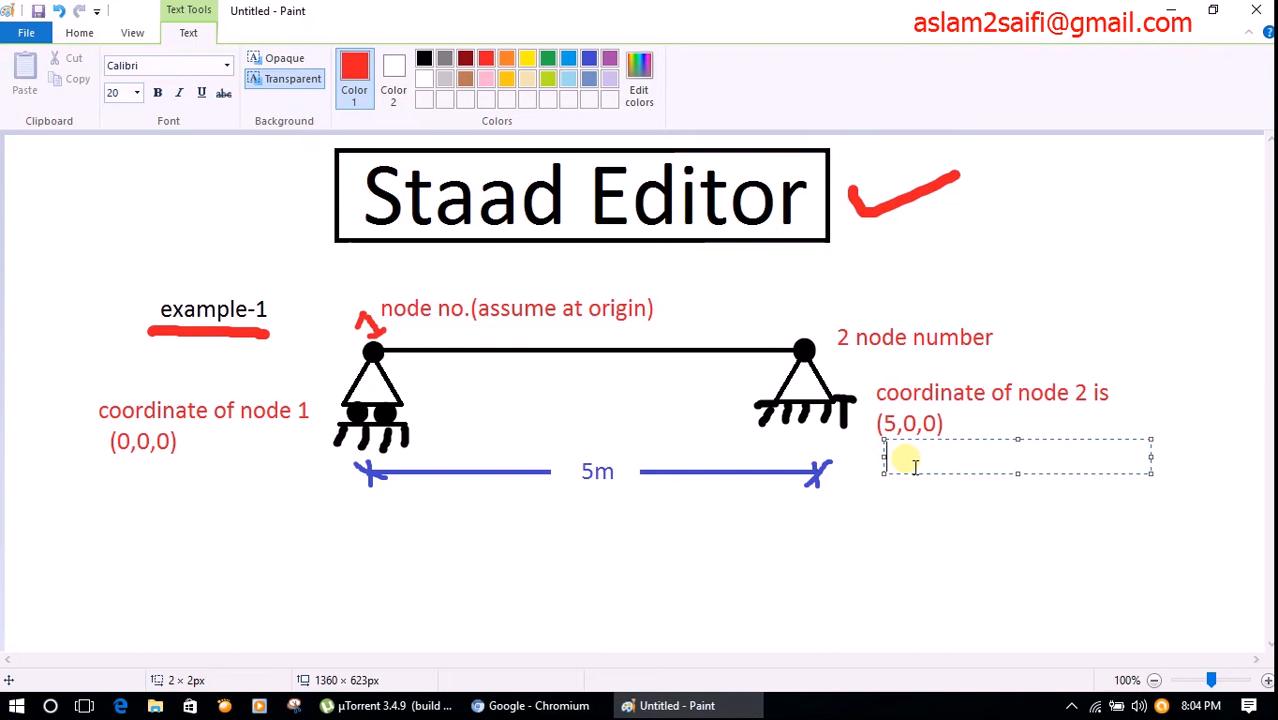 Text Tools
Untitled - Paint
aslam2saifi@gmail.com
File
Home
View
Text
Paste
Cut
Copy
Clipboard
Calibri
20
B
I
U
abc
Font
Opaque
Transparent
Background
Color
1
Color
2
Edit
colors
Colors
Staad Editor
example-1
node no.(assume at origin)
2 node number
coordinate of node 1
(0,0,0)
coordinate of node 2 is
(5,0,0)
5m
2 × 2px
1360 × 623px
100%
µTorrent 3.4.9 (build ...
Google - Chromium
Untitled - Paint
8:04 PM